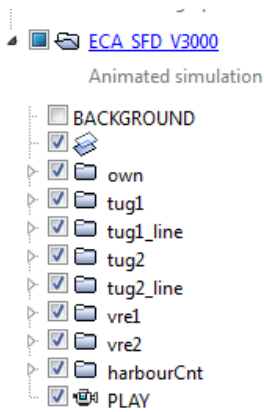 ECA_SFD_V3000
Animated simulation
BACKGROUND
own
tug1
tug1_line
tug2
tug2_line
vre1
vre2
harbourCnt
PLAY